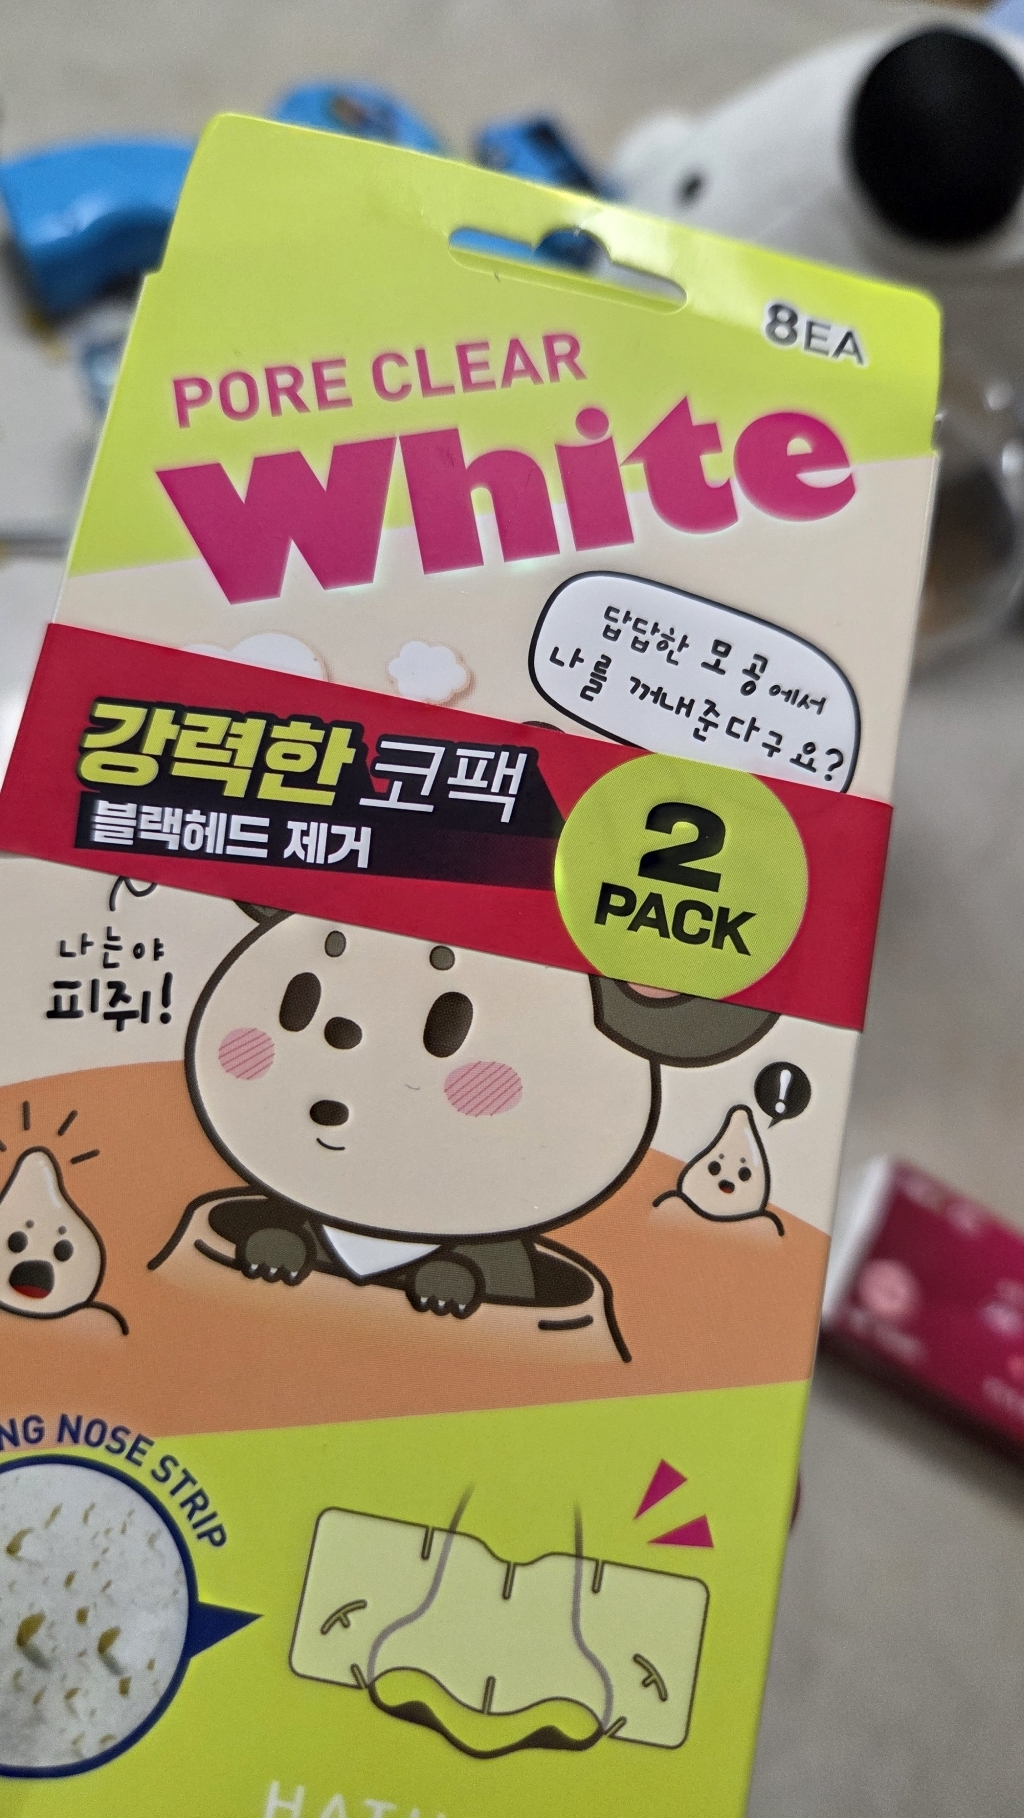 8EA
PORE CLEAR
White
답답한 모공에서
나를 꺼내준다구요?
강력한 코팩
블랙헤드 제거
2
PACK
나는야
피쥐!
!
NG NOSE STRIP